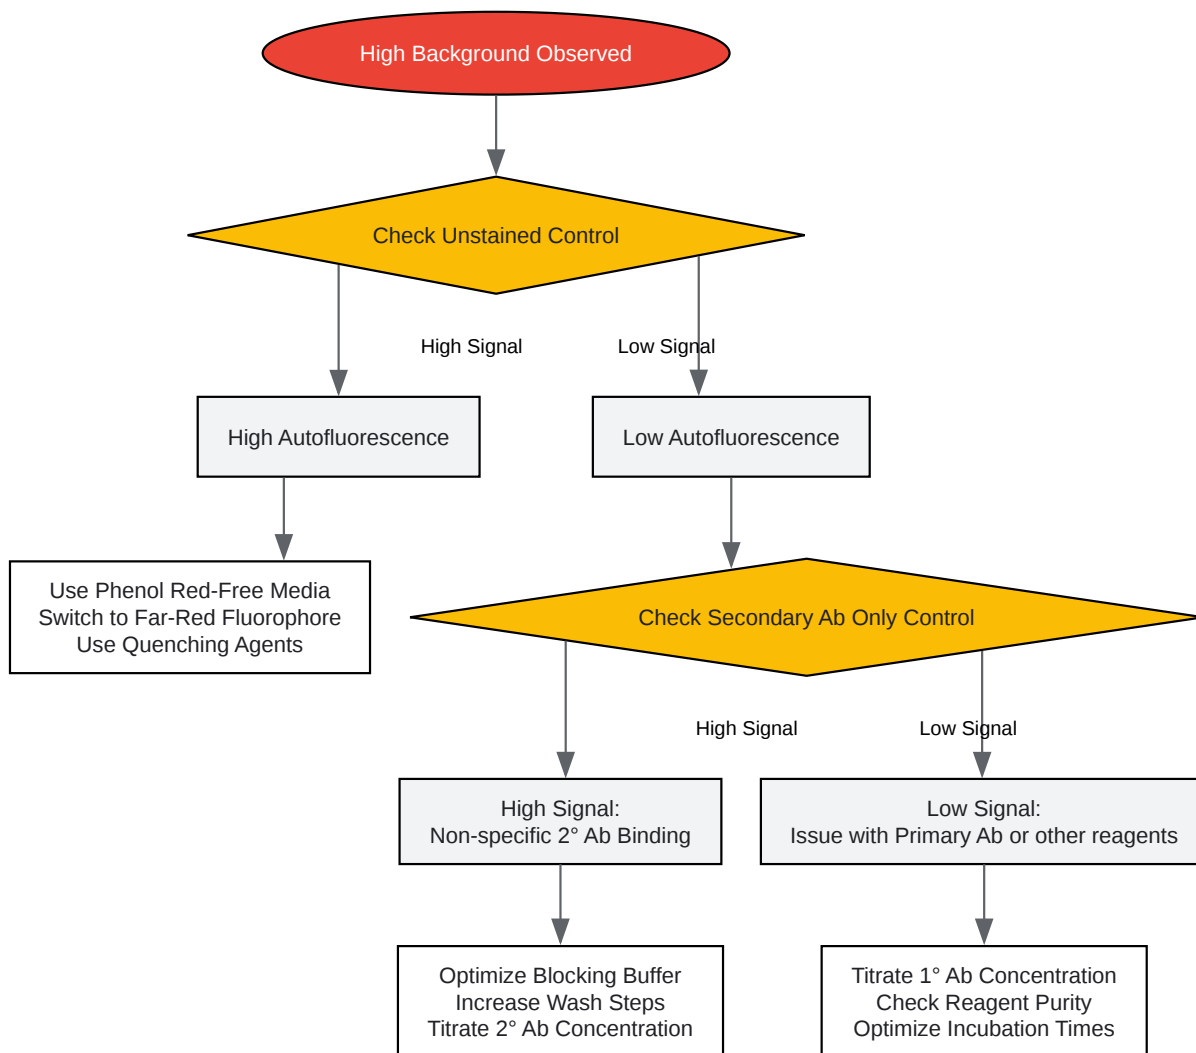 High Background Observed
Check Unstained Control
High Signal
Low Signal
High Autofluorescence
Low Autofluorescence
Use Phenol Red-Free Media
Switch to Far-Red Fluorophore
Use Quenching Agents
Check Secondary Ab Only Control
High Signal
Low Signal
High Signal:
Non-specific 2° Ab Binding
Low Signal:
Issue with Primary Ab or other reagents
Optimize Blocking Buffer
Increase Wash Steps
Titrate 2° Ab Concentration
Titrate 1° Ab Concentration
Check Reagent Purity
Optimize Incubation Times